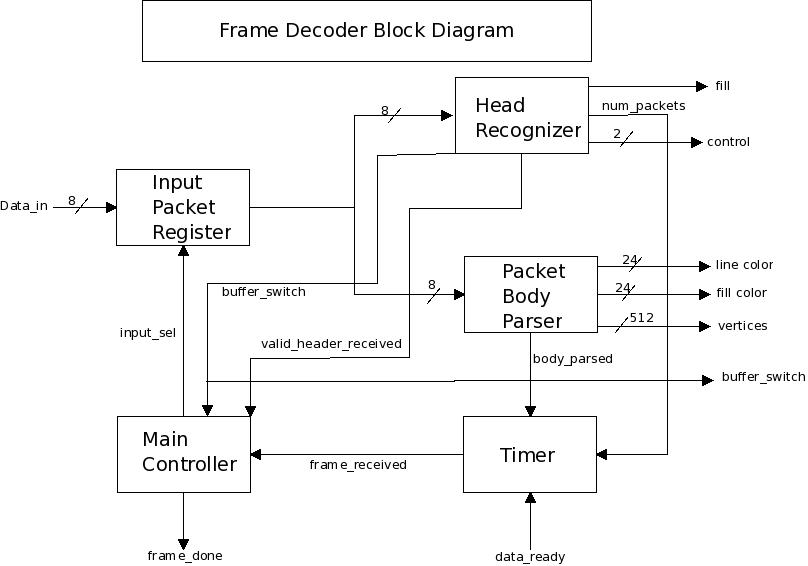 Frame Decoder Block Diagram
fill
num_packets
8
Head
Recognizer
2
control
Input
Packet
Register
Data_in
8
24
line color
Packet
Body
Parser
8
24
fill color
buffer_switch
512
vertices
input_sel
valid_header_received
body_parsed
buffer_switch
Main
Controller
Timer
frame_received
frame_done
data_ready